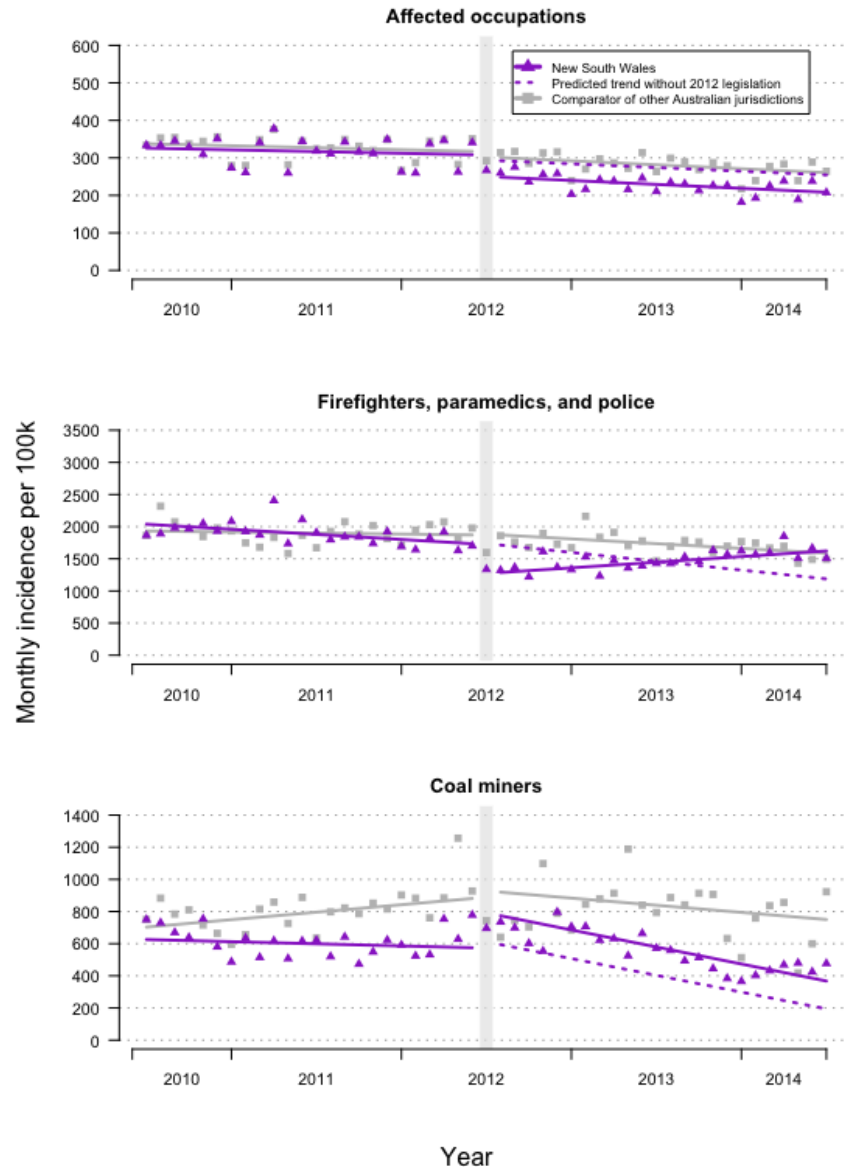 Affected occupations
600
500
400
300
200
100
0
New South Wales
Predicted trend without 2012 legislation
Comparator of other Australian jurisdictions
2010 2011 2012 2013 2014
Monthly incidence per 100k
Firefighters, paramedics, and police
3500
3000
2500
2000
1500
1000
500
0
2010 2011 2012 2013 2014
Coal miners
1400
1200
1000
800
600
400
200
0
2010 2011 2012 2013 2014
Year